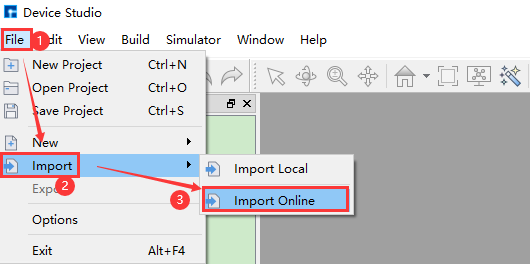 Device Studio
File 1 Edit View Build Simulator Window Help
New Project Ctrl+N
Open Project Ctrl+O
Save Project Ctrl+S
New
Import
2
Import Local
3 Import Online
Options
Exit Alt+F4